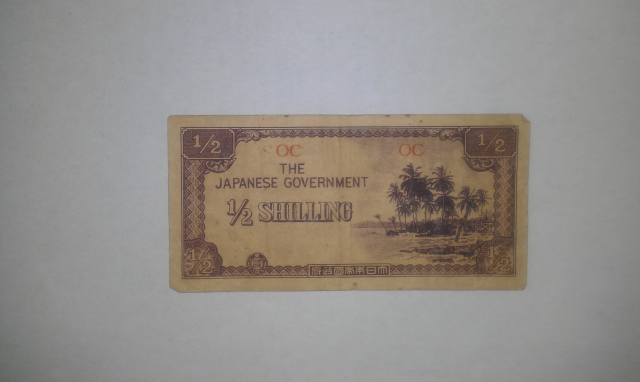 1/2
OC OC
1/2
THE
JAPANESE GOVERNMENT
1/2 SHILLING
1/2
1/2
大日本帝國政府